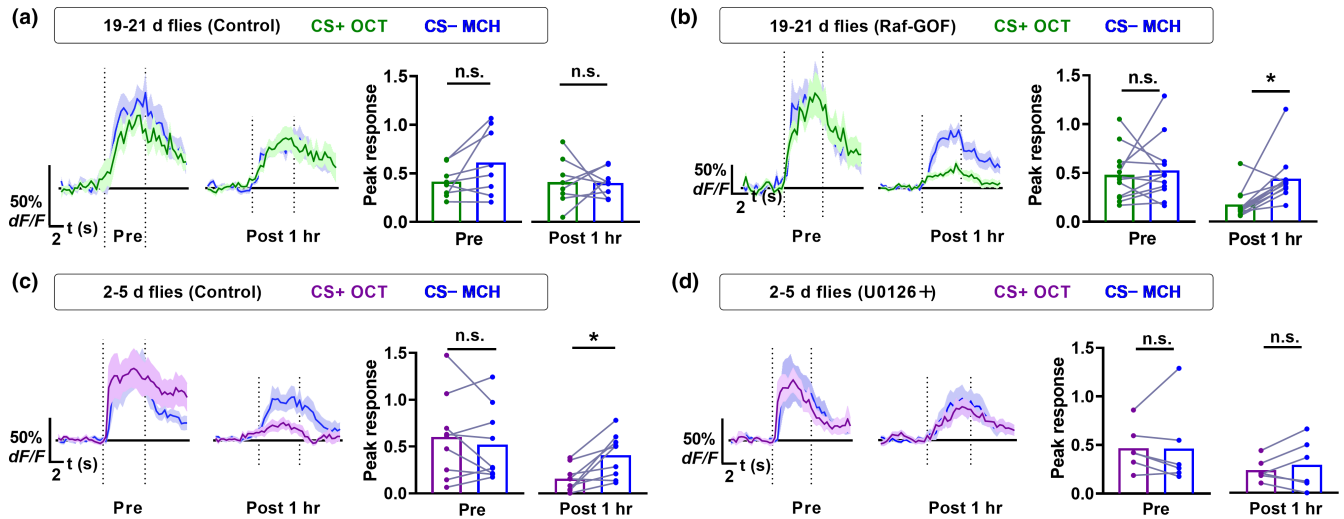 (a)
19-21 d flies (Control) CS+ OCT CS− MCH
50%
dF/F
2 t (s)
Pre
Post 1 hr
Peak response
1.5
1.0
0.5
0.0
n.s.
n.s.
Pre
Post 1 hr
(b)
19-21 d flies (Raf-GOF) CS+ OCT CS− MCH
50%
dF/F
2 t (s)
Pre
Post 1 hr
Peak response
1.5
1.0
0.5
0.0
n.s.
*
Pre
Post 1 hr
(c)
2-5 d flies (Control) CS+ OCT CS− MCH
50%
dF/F
2 t (s)
Pre
Post 1 hr
Peak response
1.5
1.0
0.5
0.0
n.s.
*
Pre
Post 1 hr
(d)
2-5 d flies (U0126+) CS+ OCT CS− MCH
50%
dF/F
2 t (s)
Pre
Post 1 hr
Peak response
1.5
1.0
0.5
0.0
n.s.
n.s.
Pre
Post 1 hr